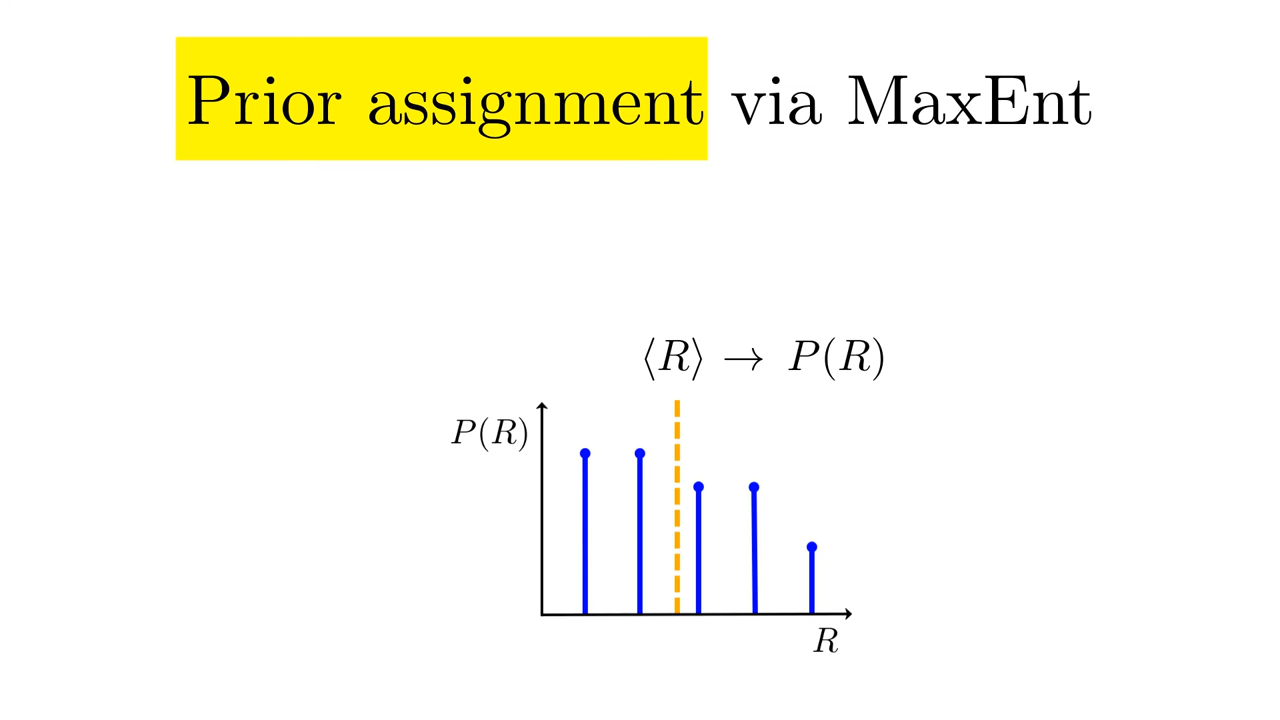 Prior assignment via MaxEnt
⟨R⟩ → P(R)
P(R)
R